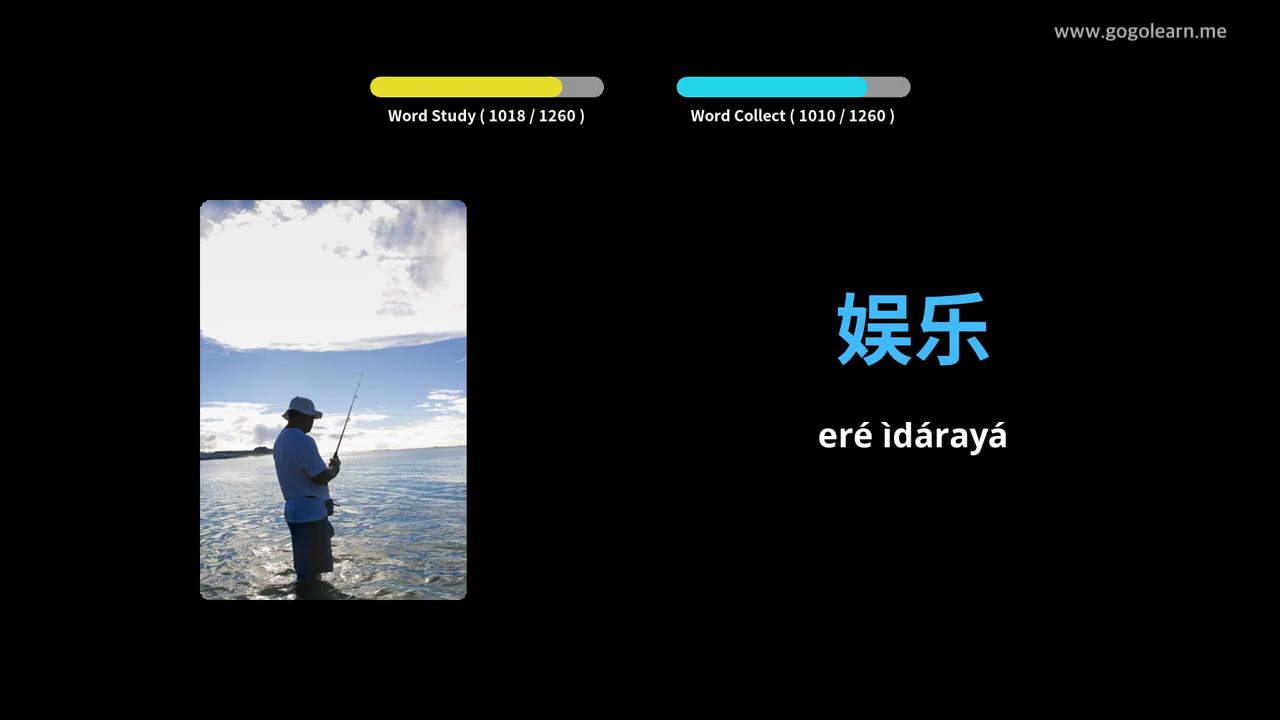 www.gogolearn.me
Word Study ( 1018 / 1260 )
Word Collect ( 1010 / 1260 )
娱乐
eré ìdárayá